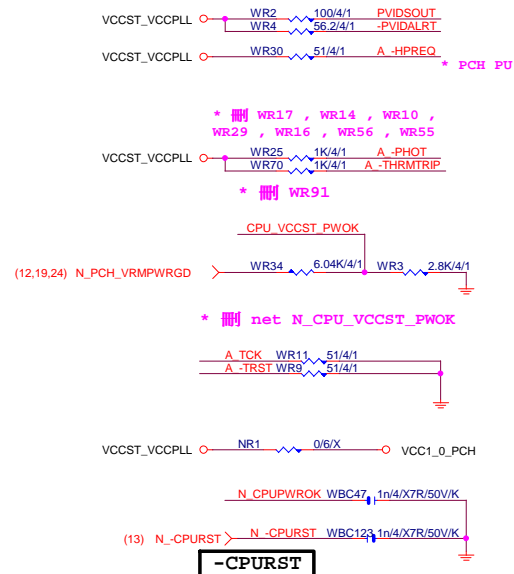 VCCST_VCCPLL WR2 100/4/1 PVIDSOUT
WR4 56.2/4/1 -PVIDALRT
VCCST_VCCPLL WR30 51/4/1 A_-HPREQ
* PCH PU
* 刪 WR17 , WR14 , WR10 ,
WR29 , WR16 , WR56 , WR55
VCCST_VCCPLL WR25 1K/4/1 A_-PHOT
WR70 1K/4/1 A_-THRMTRIP
* 刪 WR91
CPU_VCCST_PWOK
(12,19,24) N_PCH_VRMPWRGD WR34 6.04K/4/1 WR3 2.8K/4/1
* 刪 net N_CPU_VCCST_PWOK
A_TCK WR11 51/4/1
A_-TRST WR9 51/4/1
VCCST_VCCPLL NR1 0/6/X VCC1_0_PCH
N_CPUPWROK WBC47 1n/4/X7R/50V/K
(13) N_-CPURST N_-CPURST WBC123 1n/4/X7R/50V/K
-CPURST